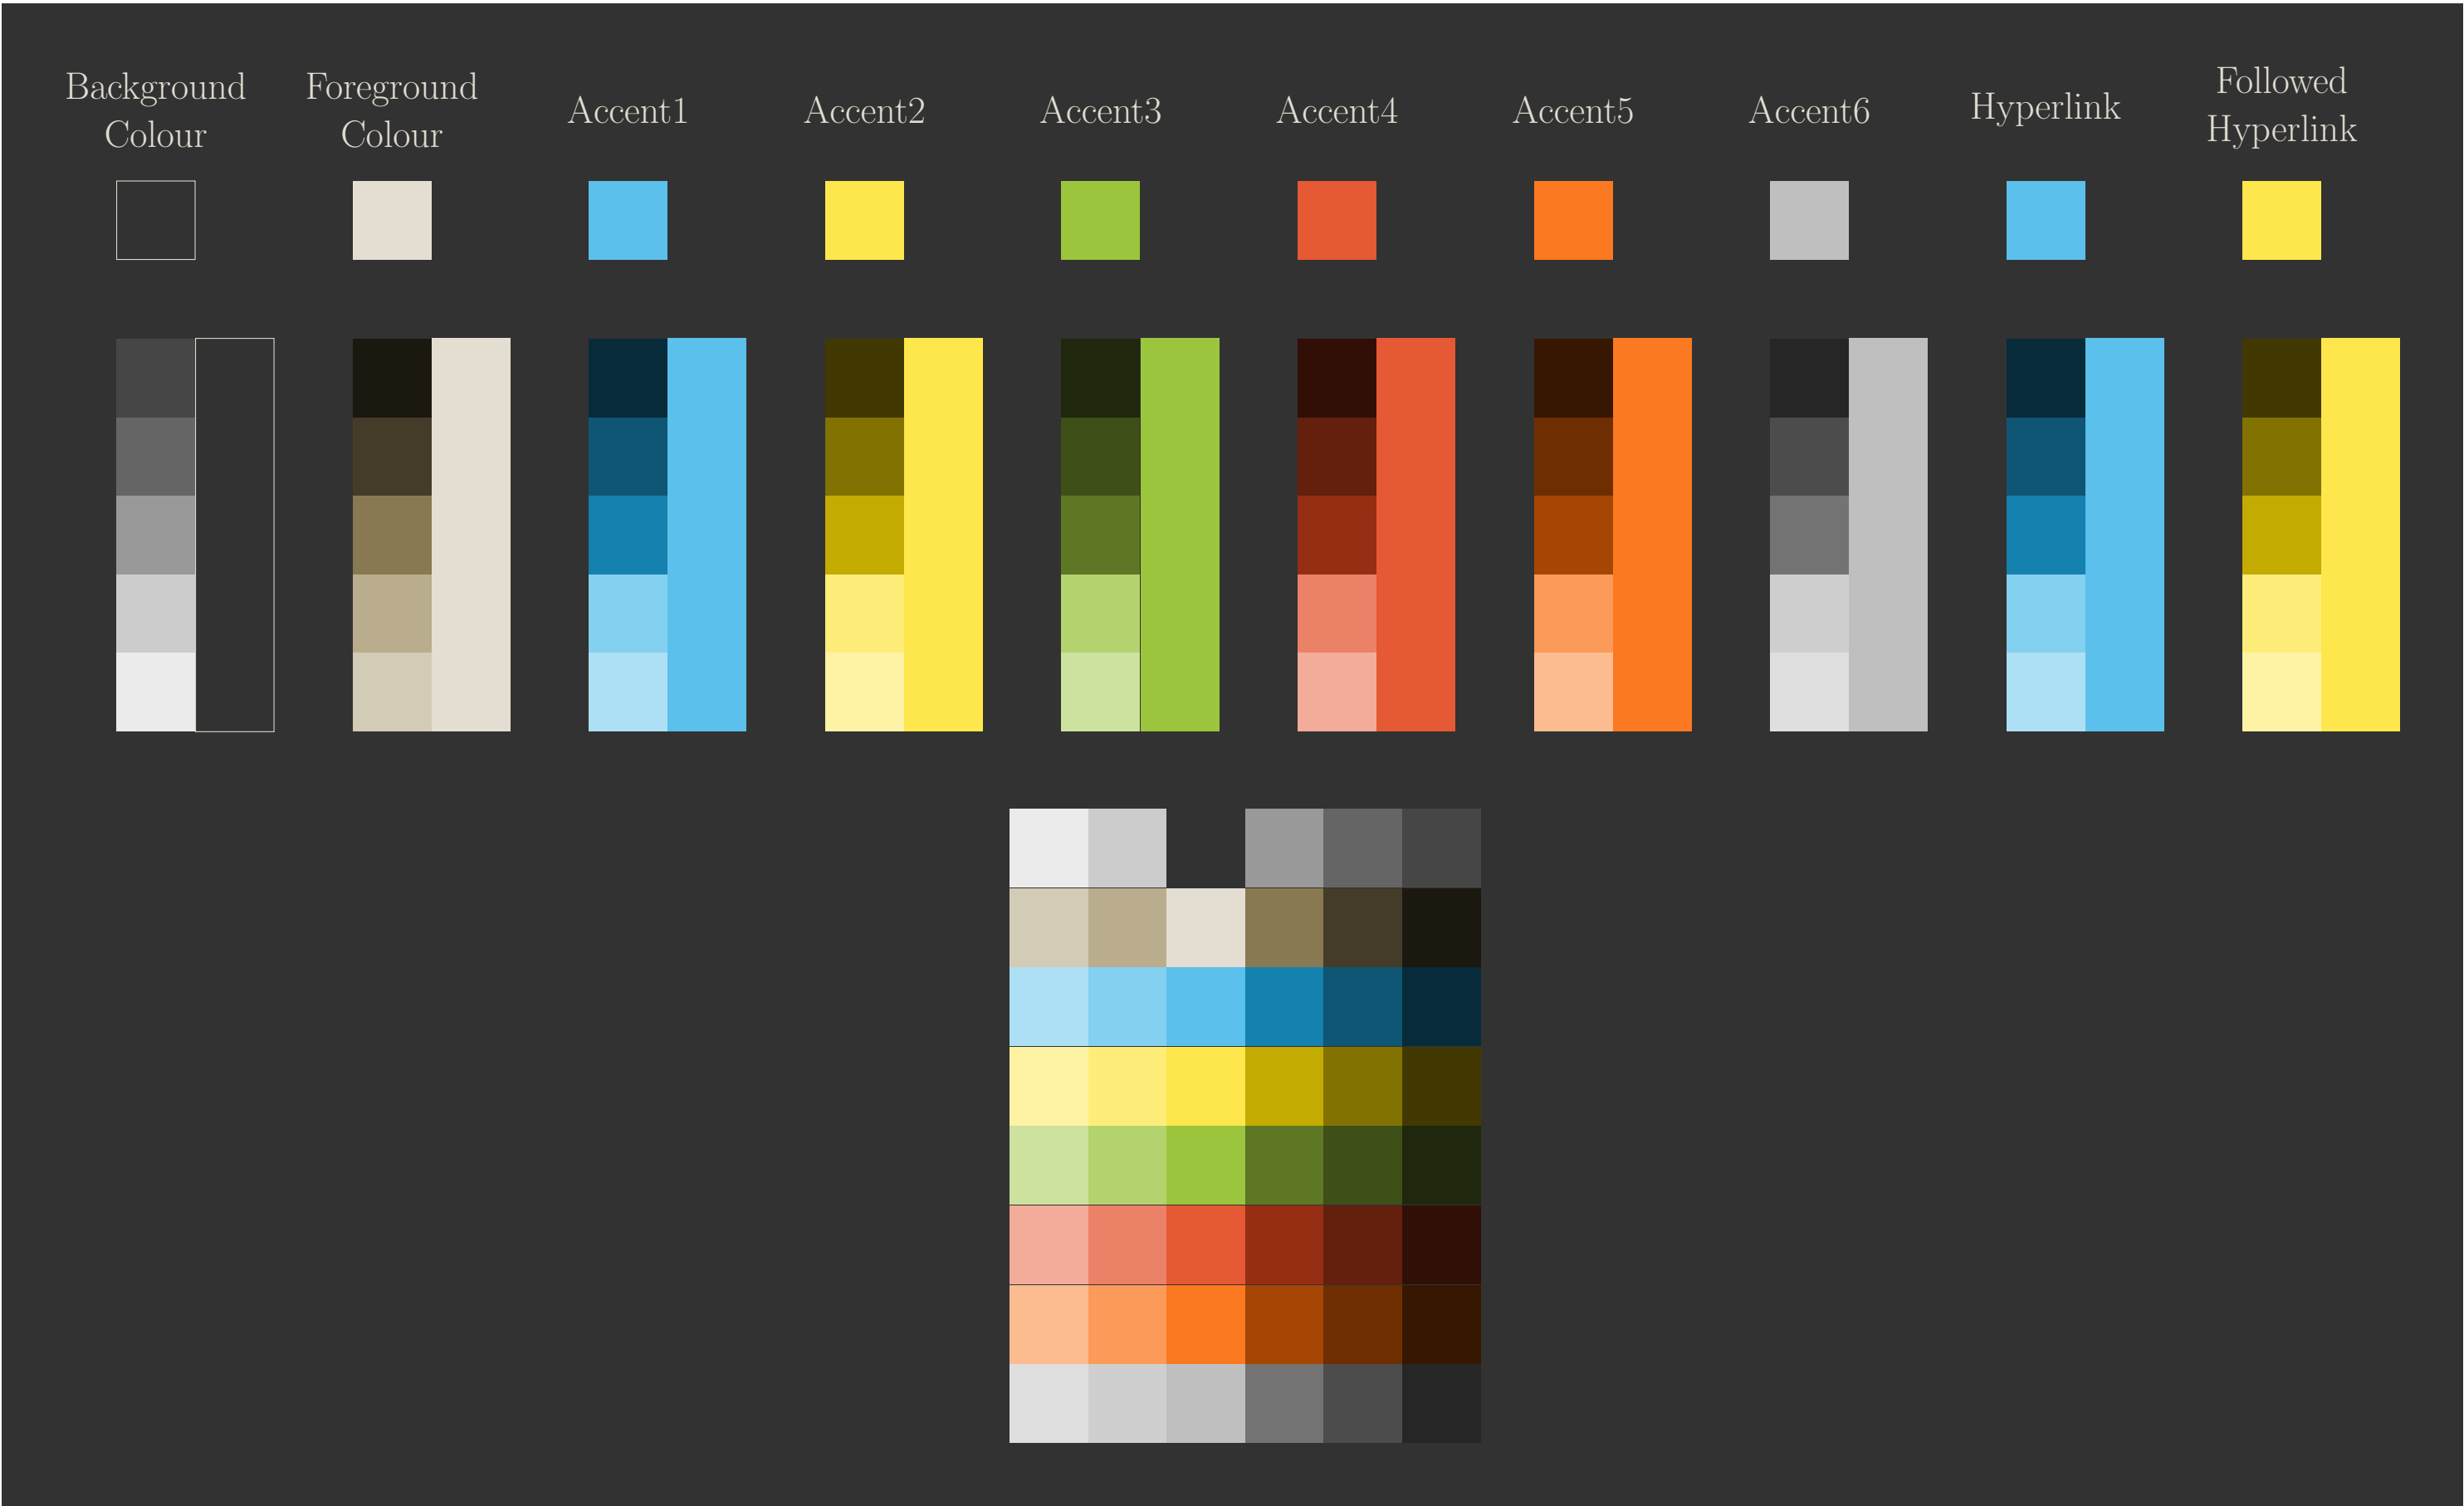 Background
Colour
Foreground
Colour
Accent1
Accent2
Accent3
Accent4
Accent5
Accent6
Hyperlink
Followed
Hyperlink